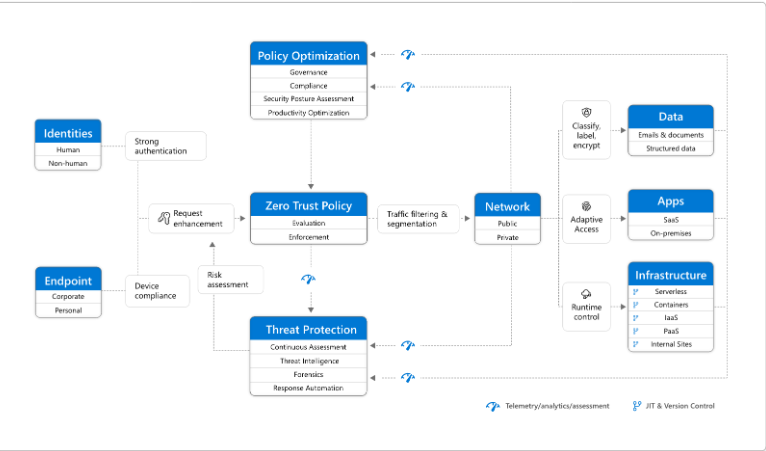 Policy Optimization
Governance
Compliance
Security Posture Assessment
Productivity Optimization
Identities
Human
Non-human
Strong
authentication
Endpoint
Corporate
Personal
Device
compliance
Request
enhancement
Risk
assessment
Zero Trust Policy
Evaluation
Enforcement
Threat Protection
Continuous Assessment
Threat Intelligence
Forensics
Response Automation
Traffic filtering &
segmentation
Network
Public
Private
Classify,
label,
encrypt
Data
Emails & documents
Structured data
Adaptive
Access
Apps
SaaS
On-premises
Runtime
control
Infrastructure
Serverless
Containers
IaaS
PaaS
Internal Sites
Telemetry/analytics/assessment
JIT & Version Control